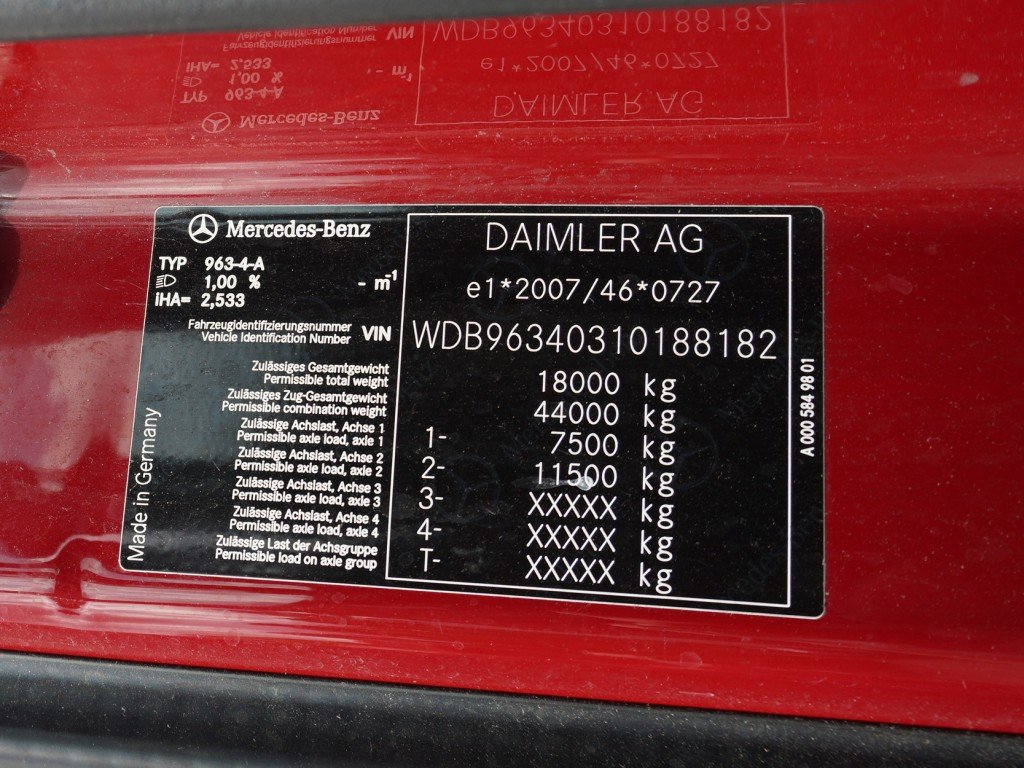 Mercedes-Benz
TYP 963-4-A
1,00 % - m⁻¹
iHA= 2,533
Fahrzeugidentifizierungsnummer
Vehicle Identification Number VIN
DAIMLER AG
e1*2007/46*0727
WDB96340310188182
Zulässiges Gesamtgewicht
Permissible total weight 18000 kg
Zulässiges Zug-Gesamtgewicht
Permissible combination weight 44000 kg
Zulässige Achslast, Achse 1
Permissible axle load, axle 1 1- 7500 kg
Zulässige Achslast, Achse 2
Permissible axle load, axle 2 2- 11500 kg
Zulässige Achslast, Achse 3
Permissible axle load, axle 3 3- XXXXX kg
Zulässige Achslast, Achse 4
Permissible axle load, axle 4 4- XXXXX kg
Zulässige Last der Achsgruppe
Permissible load on axle group T- XXXXX kg
Made in Germany
A 000 584 98 01